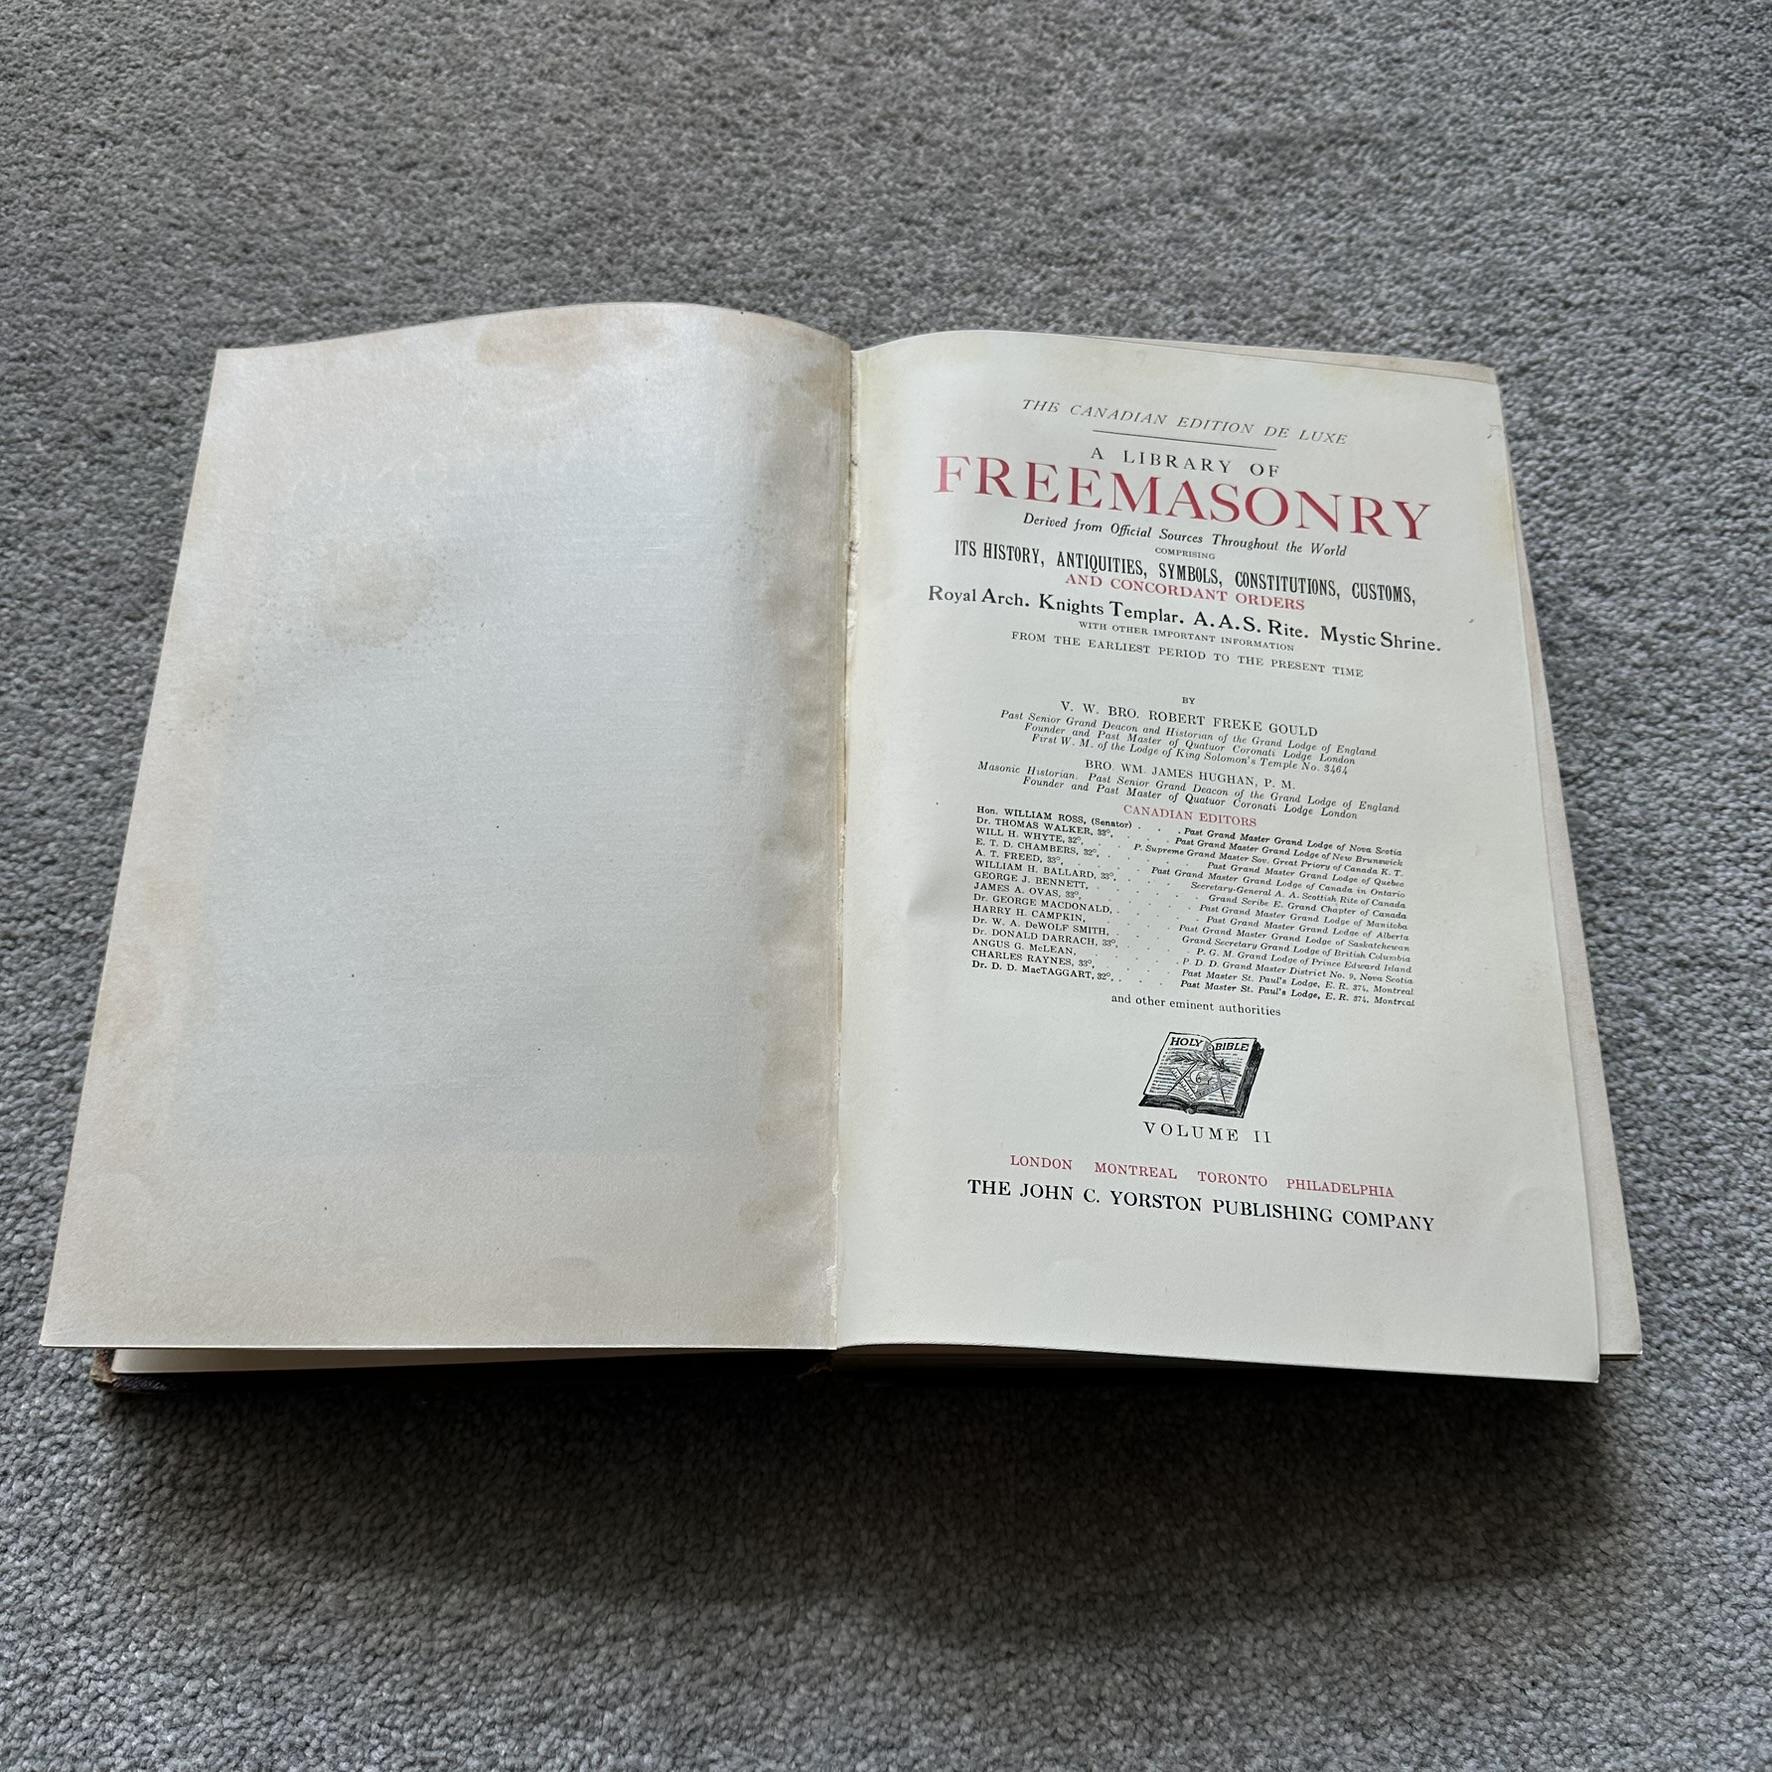 THE CANADIAN EDITION DE LUXE
A LIBRARY OF
FREEMASONRY
Derived from Official Sources Throughout the World
COMPRISING
ITS HISTORY, ANTIQUITIES, SYMBOLS, CONSTITUTIONS, CUSTOMS,
AND CONCORDANT ORDERS
Royal Arch. Knights Templar. A. A. S. Rite. Mystic Shrine.
WITH OTHER IMPORTANT INFORMATION
FROM THE EARLIEST PERIOD TO THE PRESENT TIME
BY
V. W. BRO. ROBERT FREKE GOULD
Past Senior Grand Deacon and Historian of the Grand Lodge of England
Founder and Past Master of Quatuor Coronati Lodge London
First W. M. of the Lodge of King Solomon's Temple No. 3464
BRO. WM. JAMES HUGHAN, P. M.
Masonic Historian. Past Senior Grand Deacon of the Grand Lodge of England
Founder and Past Master of Quatuor Coronati Lodge London
CANADIAN EDITORS
Hon. WILLIAM ROSS, (Senator) . . . Past Grand Master Grand Lodge of Nova Scotia
Dr. THOMAS WALKER, 33°, . . . Past Grand Master Grand Lodge of New Brunswick
WILL H. WHYTE, 32°, . P. Supreme Grand Master Sov. Great Priory of Canada K. T.
E. T. D. CHAMBERS, 32°, . . . . Past Grand Master Grand Lodge of Quebec
A. T. FREED, 33°, . . . Past Grand Master Grand Lodge of Canada in Ontario
WILLIAM H. BALLARD, 33°, . . Secretary-General A. A. Scottish Rite of Canada
GEORGE J. BENNETT, . . . . Grand Scribe E. Grand Chapter of Canada
JAMES A. OVAS, 33°, . . . . Past Grand Master Grand Lodge of Manitoba
Dr. GEORGE MACDONALD, . . . . Past Grand Master Grand Lodge of Alberta
HARRY H. CAMPKIN, . . . Past Grand Master Grand Lodge of Saskatchewan
Dr. W. A. DeWOLF SMITH, . . . Grand Secretary Grand Lodge of British Columbia
Dr. DONALD DARRACH, 33°, . . . P. G. M. Grand Lodge of Prince Edward Island
ANGUS G. McLEAN, . . . . P. D. D. Grand Master District No. 9, Nova Scotia
CHARLES RAYNES, 33°, . . . . Past Master St. Paul's Lodge, E. R. 374, Montreal
Dr. D. D. MacTAGGART, 32°, . . . Past Master St. Paul's Lodge, E. R. 374, Montreal
and other eminent authorities
HOLY BIBLE
VOLUME II
LONDON MONTREAL TORONTO PHILADELPHIA
THE JOHN C. YORSTON PUBLISHING COMPANY